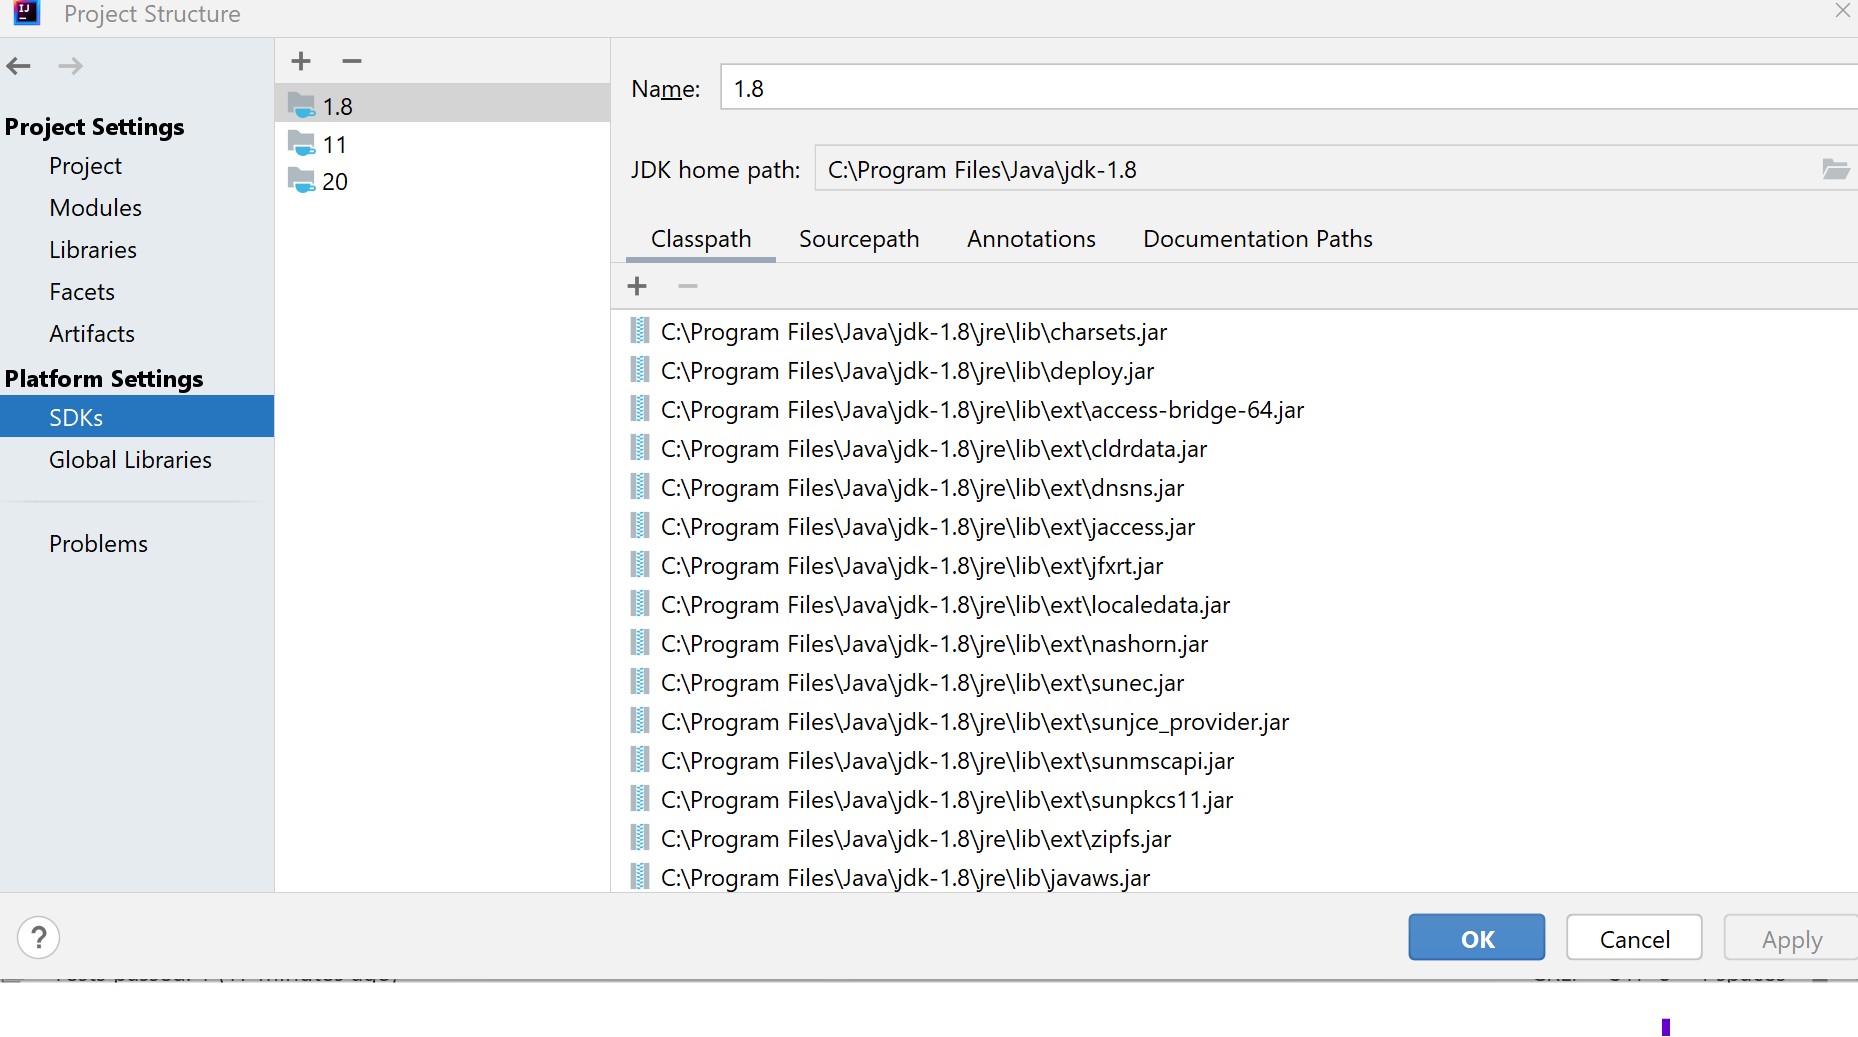 Project Structure
Project Settings
Project
Modules
Libraries
Facets
Artifacts
Platform Settings
SDKs
Global Libraries
Problems
1.8
11
20
Name: 1.8
JDK home path: C:\Program Files\Java\jdk-1.8
Classpath Sourcepath Annotations Documentation Paths
C:\Program Files\Java\jdk-1.8\jre\lib\charsets.jar
C:\Program Files\Java\jdk-1.8\jre\lib\deploy.jar
C:\Program Files\Java\jdk-1.8\jre\lib\ext\access-bridge-64.jar
C:\Program Files\Java\jdk-1.8\jre\lib\ext\cldrdata.jar
C:\Program Files\Java\jdk-1.8\jre\lib\ext\dnsns.jar
C:\Program Files\Java\jdk-1.8\jre\lib\ext\jaccess.jar
C:\Program Files\Java\jdk-1.8\jre\lib\ext\jfxrt.jar
C:\Program Files\Java\jdk-1.8\jre\lib\ext\localedata.jar
C:\Program Files\Java\jdk-1.8\jre\lib\ext\nashorn.jar
C:\Program Files\Java\jdk-1.8\jre\lib\ext\sunec.jar
C:\Program Files\Java\jdk-1.8\jre\lib\ext\sunjce_provider.jar
C:\Program Files\Java\jdk-1.8\jre\lib\ext\sunmscapi.jar
C:\Program Files\Java\jdk-1.8\jre\lib\ext\sunpkcs11.jar
C:\Program Files\Java\jdk-1.8\jre\lib\ext\zipfs.jar
C:\Program Files\Java\jdk-1.8\jre\lib\javaws.jar
? OK Cancel Apply